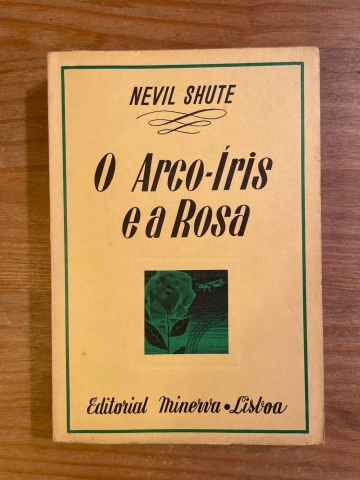 NEVIL SHUTE
O Arco-Íris
e a Rosa
Editorial Minerva • Lisboa